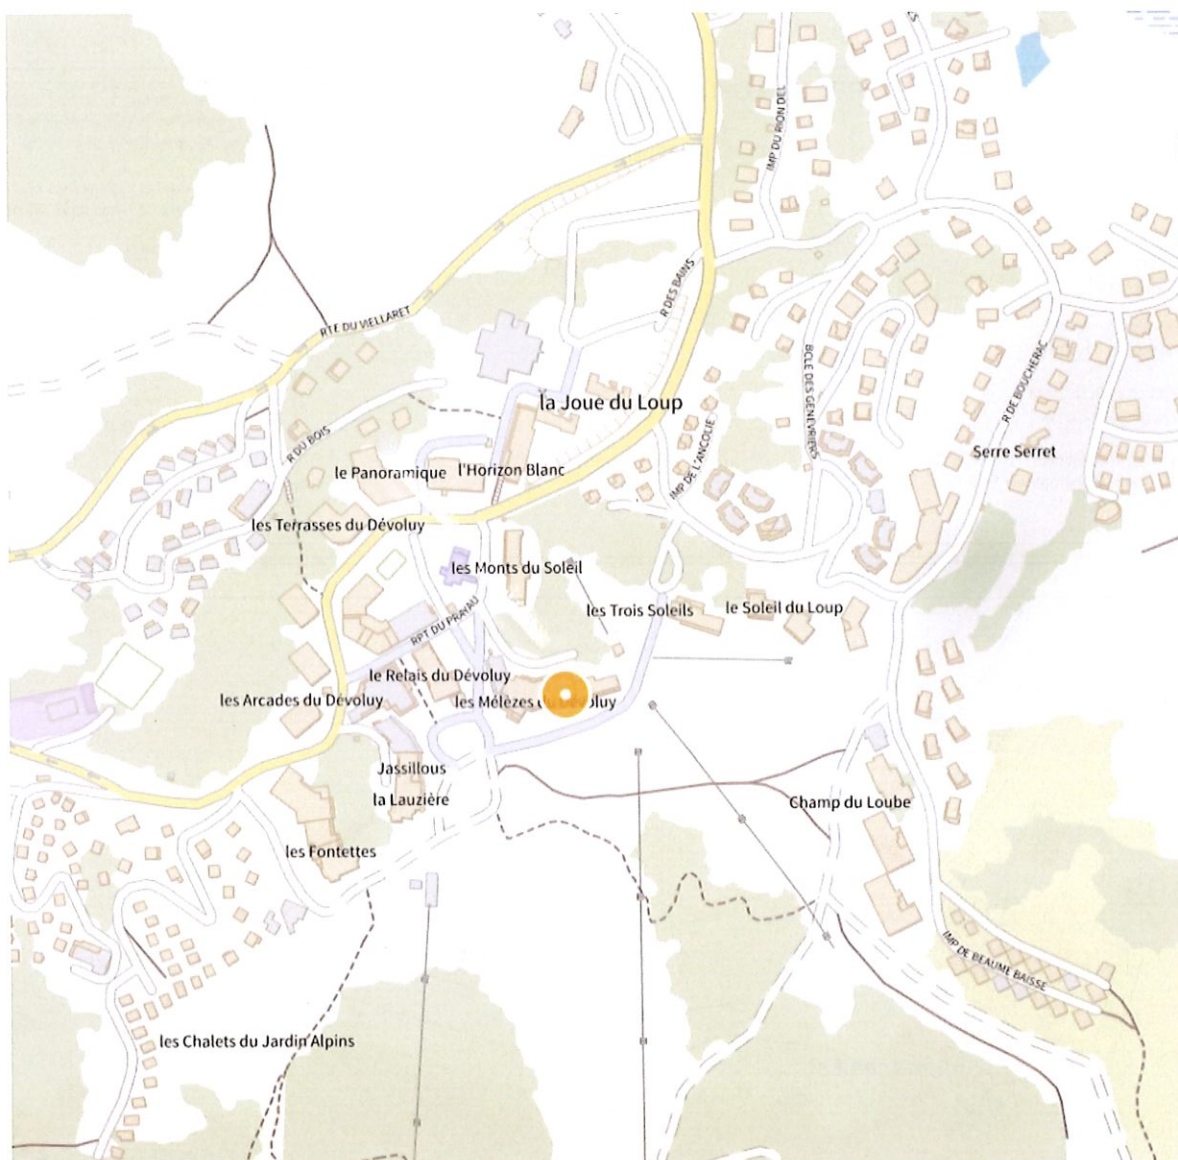 IMP DU RION DEL
R DES BAINS
RTE DU VIELLARET
BCLE DES GENEVRIERS
R DE BOUCHERAC
la Joue du Loup
IMP DE L'ANCOLIE
R DU BOIS
Serre Serret
le Panoramique
l'Horizon Blanc
les Terrasses du Dévoluy
les Monts du Soleil
les Trois Soleils
le Soleil du Loup
RPT DU PRAYAU
le Relais du Dévoluy
les Arcades du Dévoluy
les Mélèzes du Dévoluy
Jassillous
la Lauzière
Champ du Loube
les Fontettes
IMP DE BEAUME BAISSE
les Chalets du Jardin Alpins